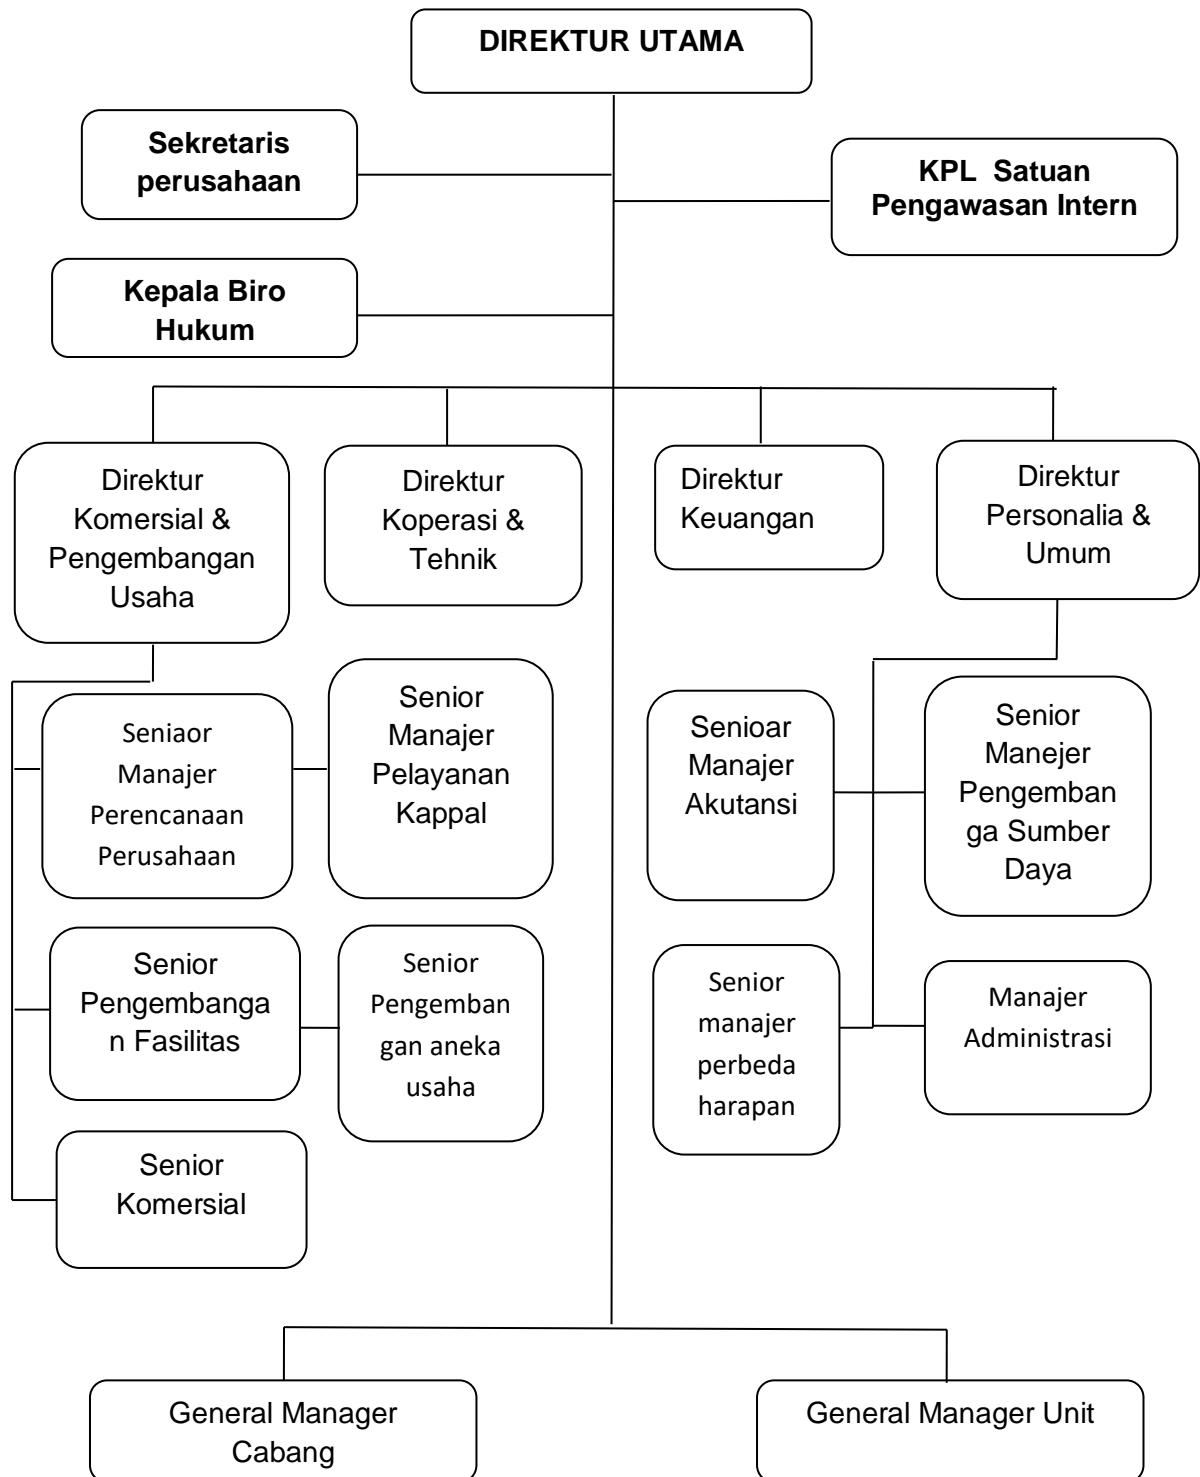 DIREKTUR UTAMA
Sekretaris
perusahaan
KPL Satuan
Pengawasan Intern
Kepala Biro
Hukum
Direktur
Komersial &
Pengembangan
Usaha
Direktur
Koperasi &
Tehnik
Direktur
Keuangan
Direktur
Personalia &
Umum
Seniaor
Manajer
Perencanaan
Perusahaan
Senior
Manajer
Pelayanan
Kappal
Senioar
Manajer
Akutansi
Senior
Manejer
Pengemban
ga Sumber
Daya
Senior
Pengembanga
n Fasilitas
Senior
Pengemban
gan aneka
usaha
Senior
manajer
perbeda
harapan
Manajer
Administrasi
Senior
Komersial
General Manager
Cabang
General Manager Unit